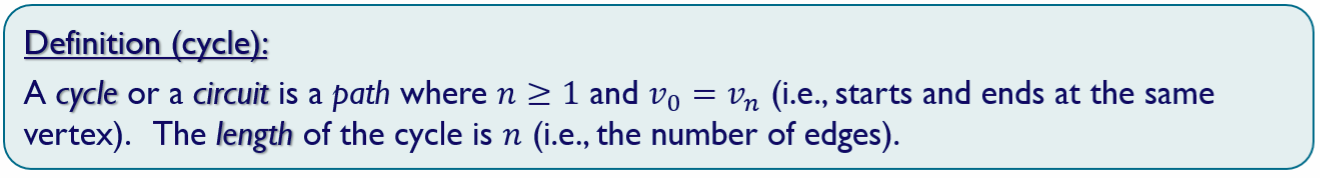 Definition (cycle):
A cycle or a circuit is a path where n ≥ 1 and v₀ = vₙ (i.e., starts and ends at the same
vertex). The length of the cycle is n (i.e., the number of edges).